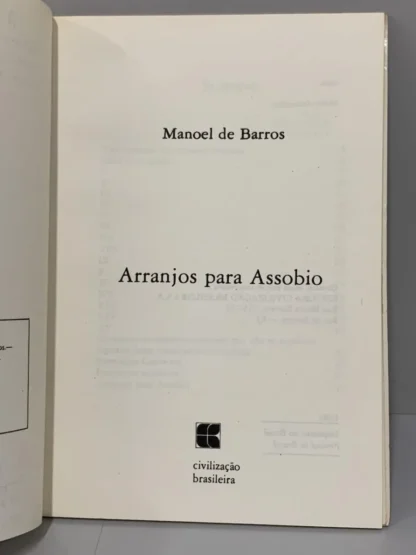 Manoel de Barros
Arranjos para Assobio
civilização
brasileira